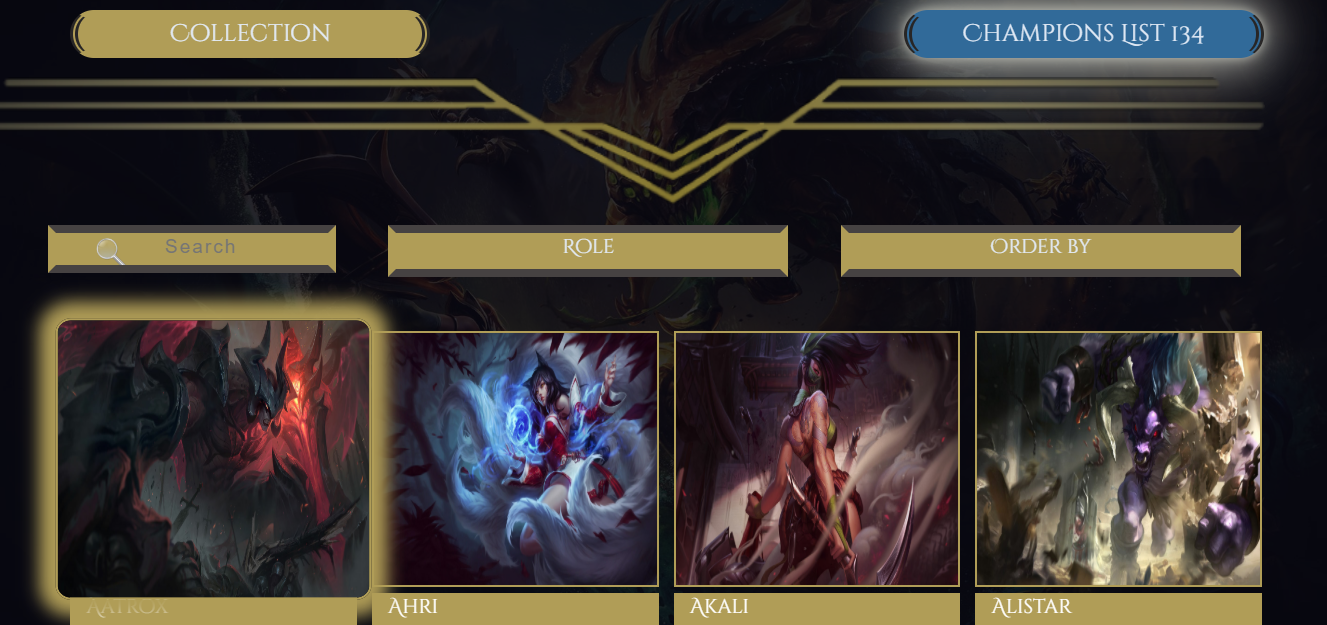 Collection
Champions List 134
Search
Role
Order by
Aatrox
Ahri
Akali
Alistar